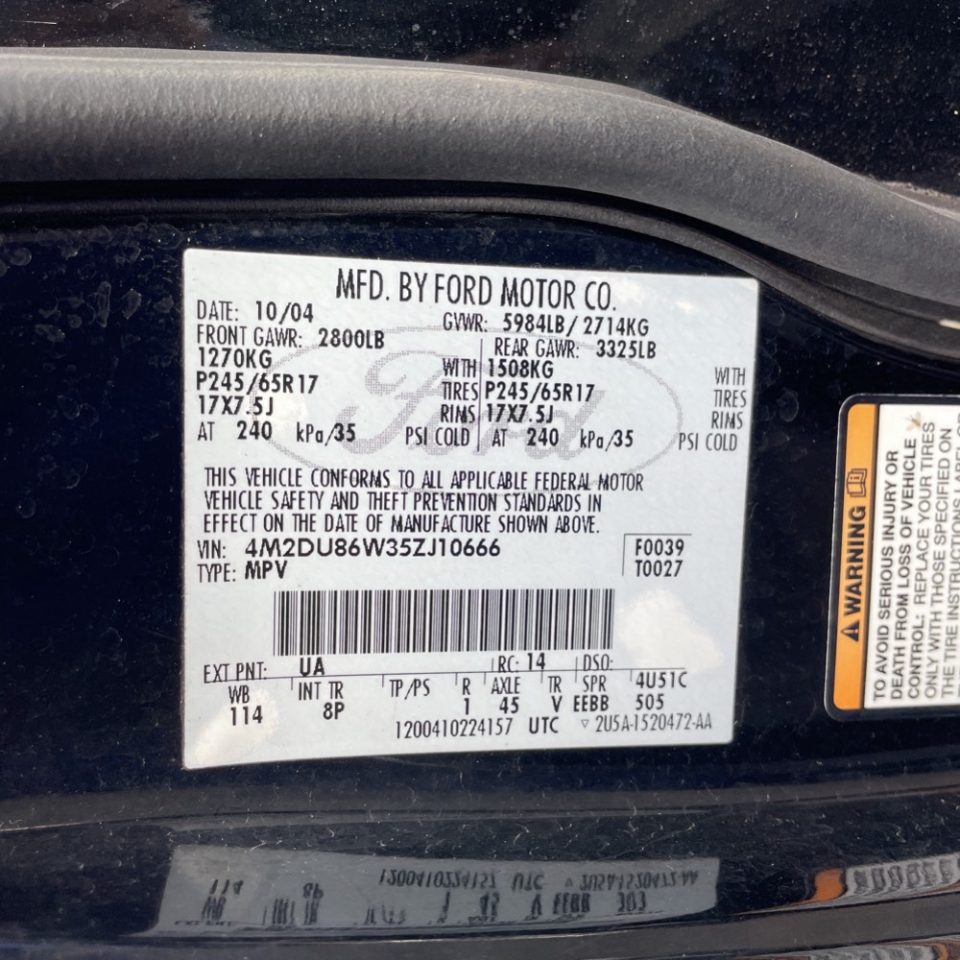 MFD. BY FORD MOTOR CO.
DATE: 10/04 GVWR: 5984LB/ 2714KG
FRONT GAWR: 2800LB REAR GAWR: 3325LB
1270KG WITH 1508KG WITH
P245/65R17 TIRES P245/65R17 TIRES
17X7.5J RIMS 17X7.5J RIMS
AT 240 kPa/35 PSI COLD AT 240 kPa/35 PSI COLD
Ford
THIS VEHICLE CONFORMS TO ALL APPLICABLE FEDERAL MOTOR
VEHICLE SAFETY AND THEFT PREVENTION STANDARDS IN
EFFECT ON THE DATE OF MANUFACTURE SHOWN ABOVE.
VIN: 4M2DU86W35ZJ10666 F0039
TYPE: MPV T0027
EXT PNT: UA RC: 14 DSO:
WB INT TR TP/PS R AXLE TR SPR 4U51C
114 8P 1 45 V EEBB 505
1200410224157 UTC 2U5A-1520472-AA
WARNING
TO AVOID SERIOUS INJURY OR
DEATH FROM LOSS OF VEHICLE
CONTROL: REPLACE YOUR TIRES
ONLY WITH THOSE SPECIFIED ON
THE TIRE INSTRUCTIONS LABEL OR